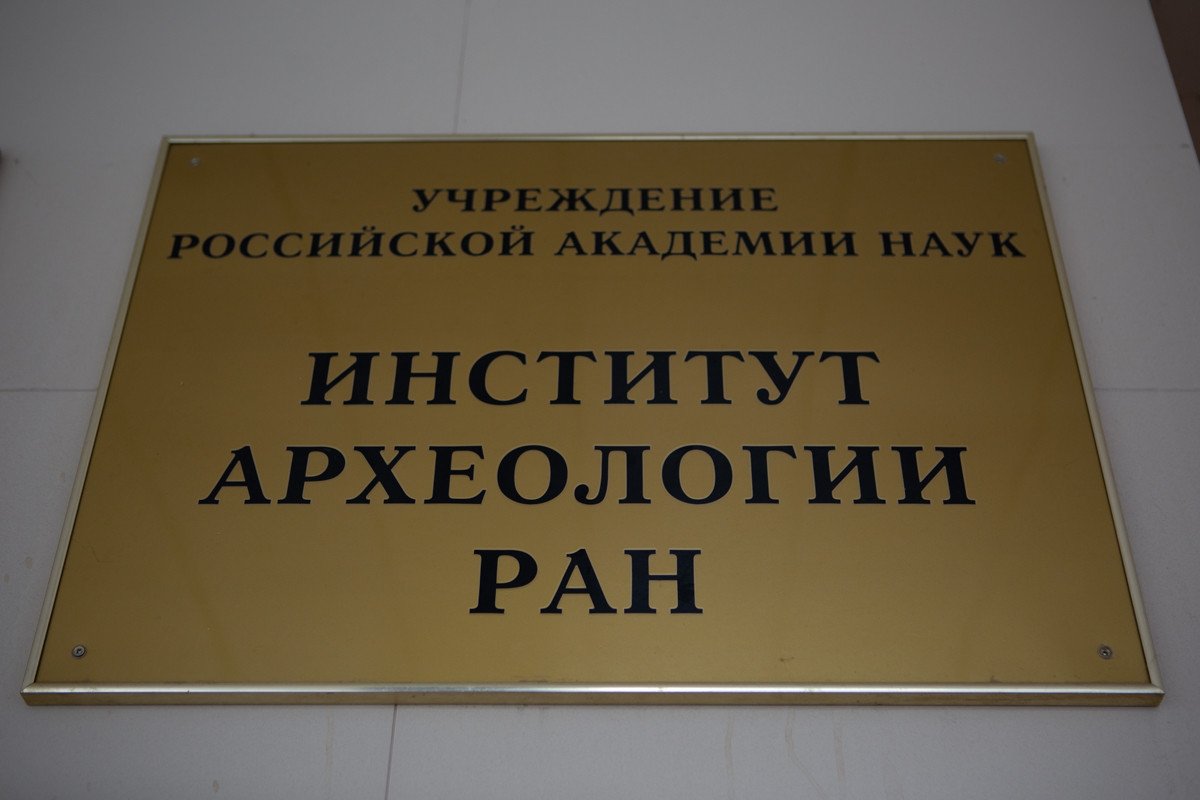 УЧРЕЖДЕНИЕ
РОССИЙСКОЙ АКАДЕМИИ НАУК
ИНСТИТУТ
АРХЕОЛОГИИ
РАН